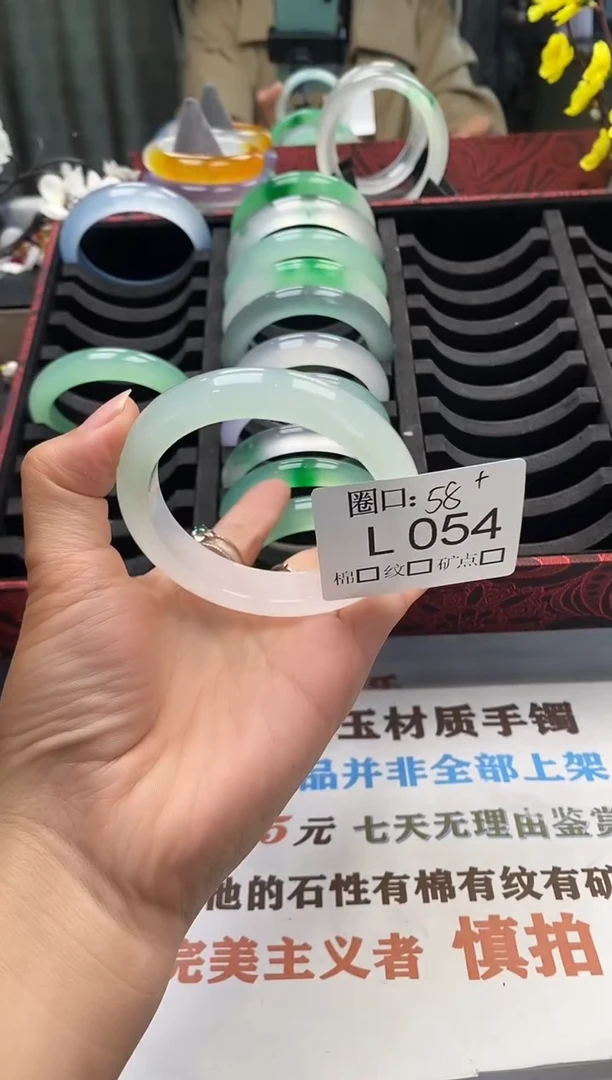 圈口：58+
L 054
棉□ 纹□ 矿点□
玉材质手镯
品并非全部上架
5元 七天无理由鉴赏
他的石性有棉有纹有矿
完美主义者 慎拍